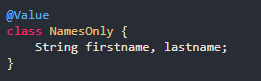 @Value
class NamesOnly {
    String firstname, lastname;
}